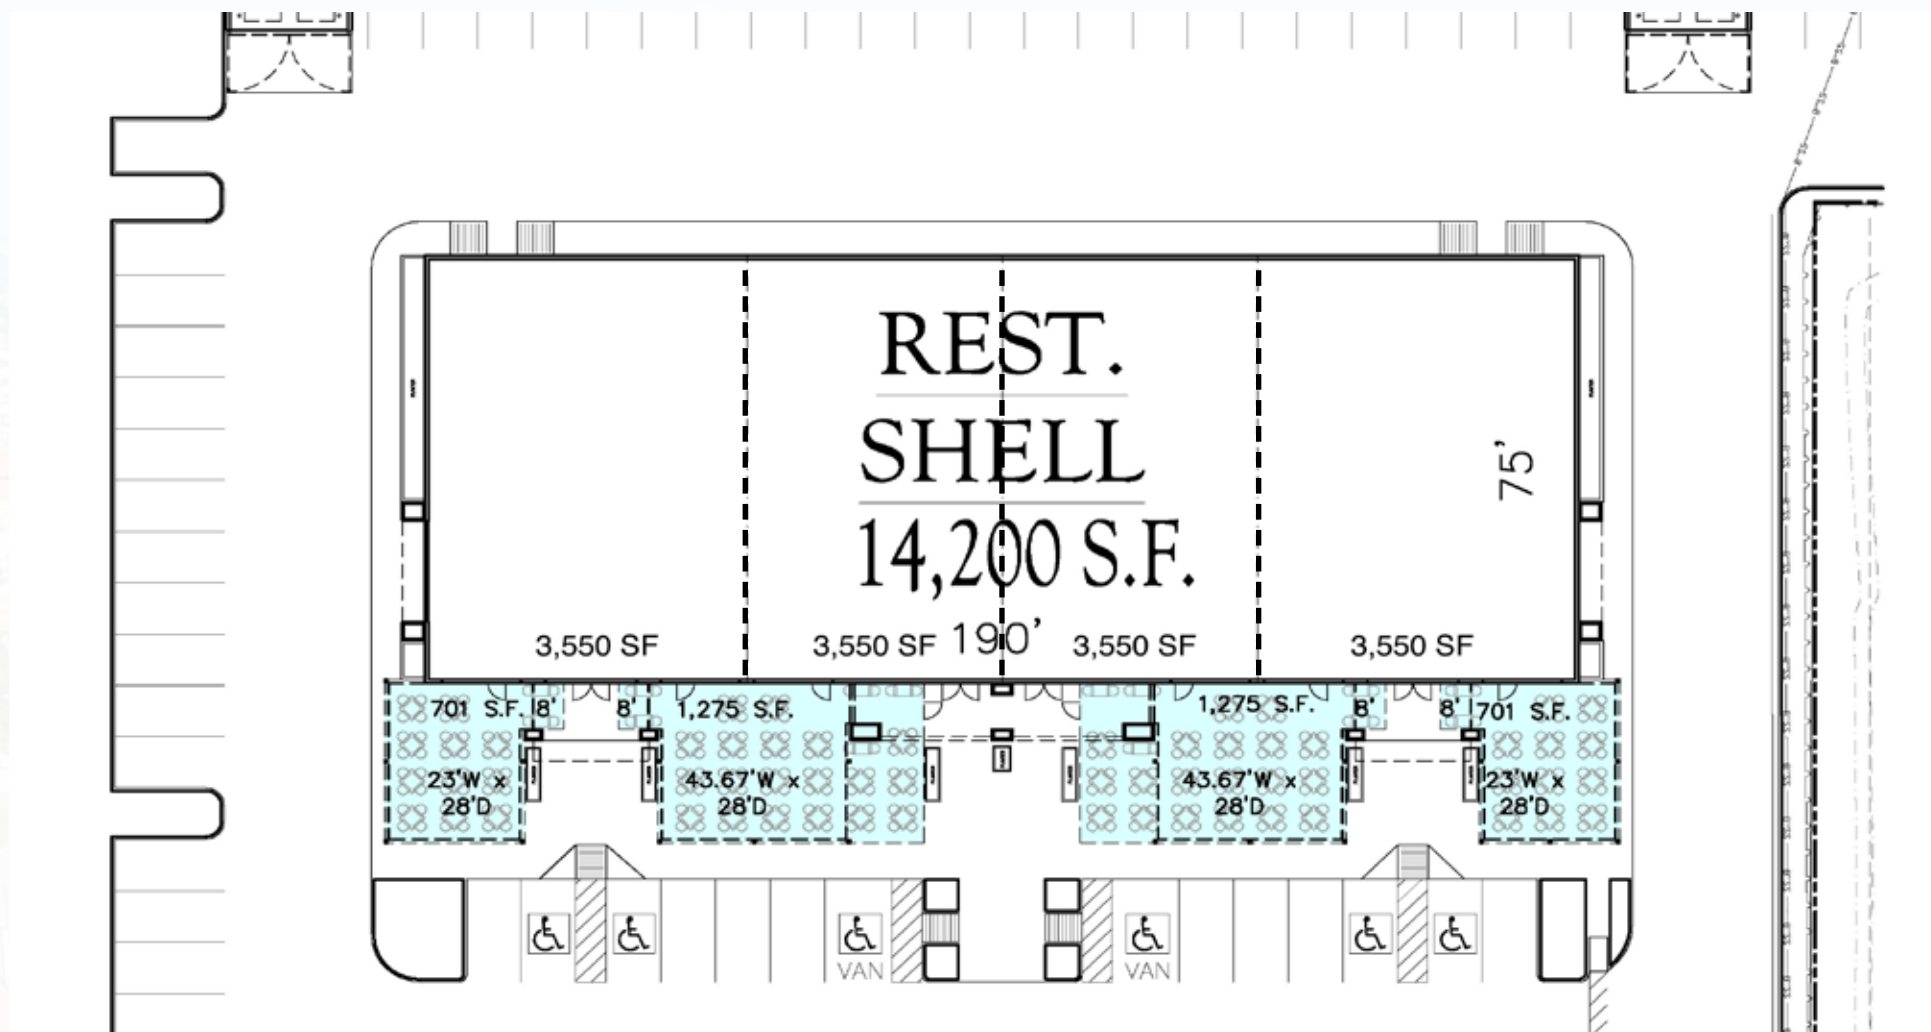 REST.
SHELL
14,200 S.F.
190'
75'
3,550 SF
3,550 SF
3,550 SF
3,550 SF
701 S.F.
8'
8'
1,275 S.F.
1,275 S.F.
8'
8'
701 S.F.
23'W x
28'D
43.67'W x
28'D
43.67'W x
28'D
23'W x
28'D
VAN
VAN